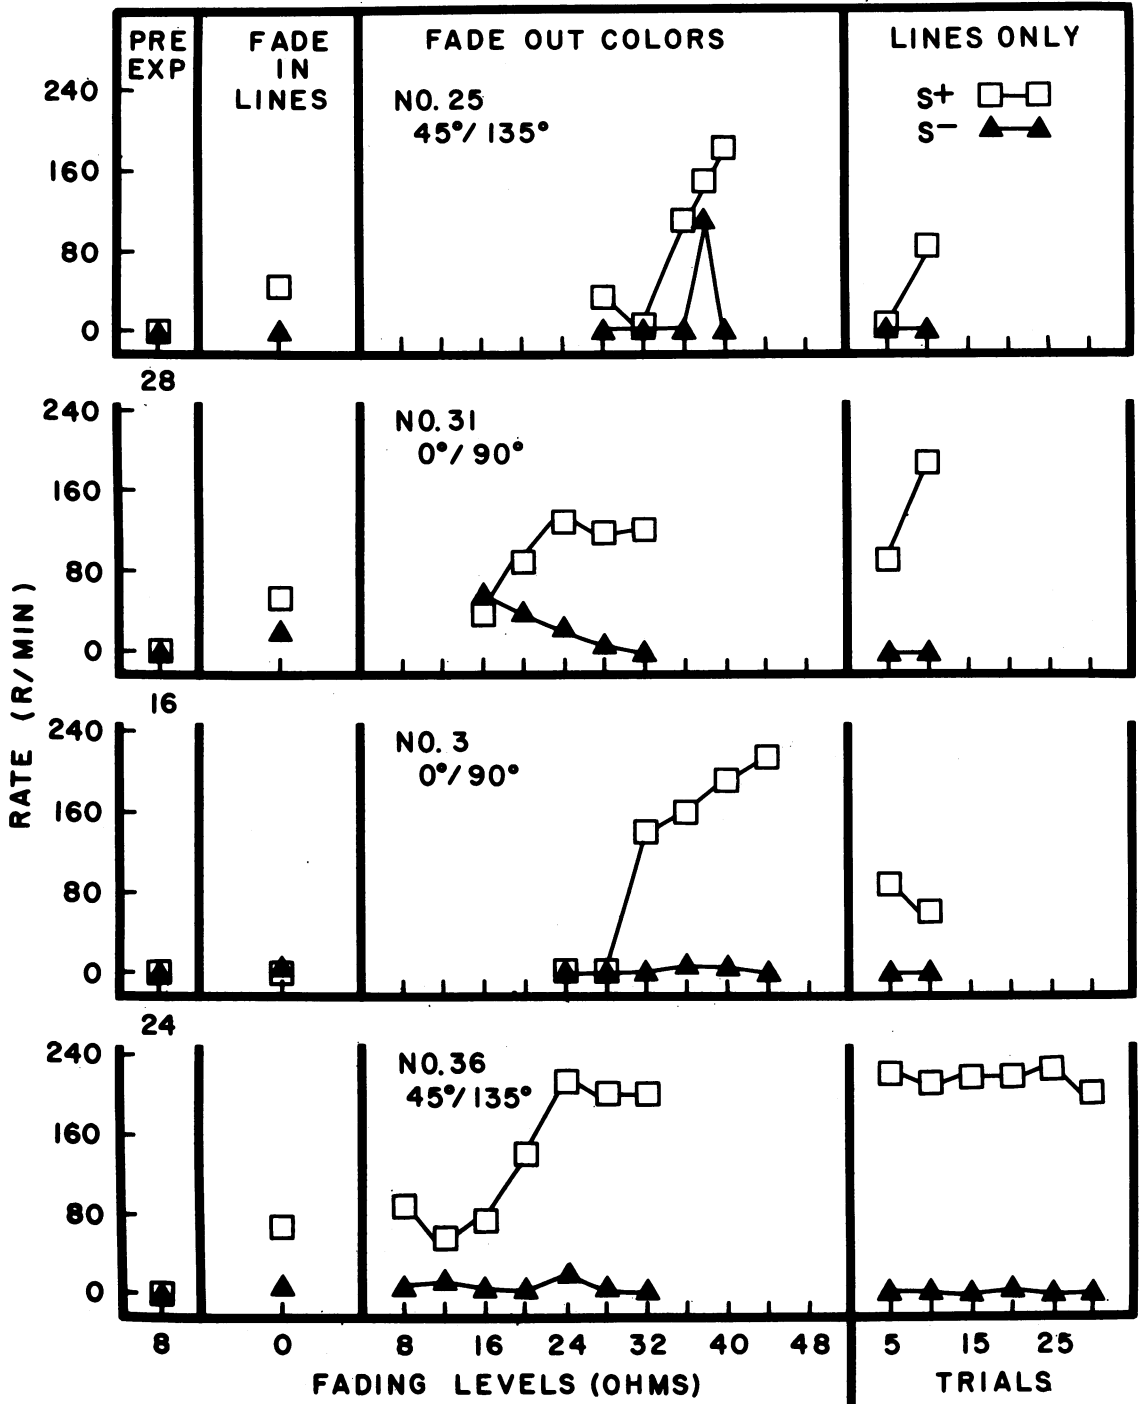 PRE EXP
FADE IN LINES
FADE OUT COLORS
LINES ONLY
NO. 25
45°/135°
S+
S−
240
160
80
0
28
NO. 31
0°/90°
240
160
80
0
16
NO. 3
0°/90°
240
160
80
0
24
NO. 36
45°/135°
240
160
80
0
RATE (R/MIN)
8 0 8 16 24 32 40 48 5 15 25
FADING LEVELS (OHMS)
TRIALS